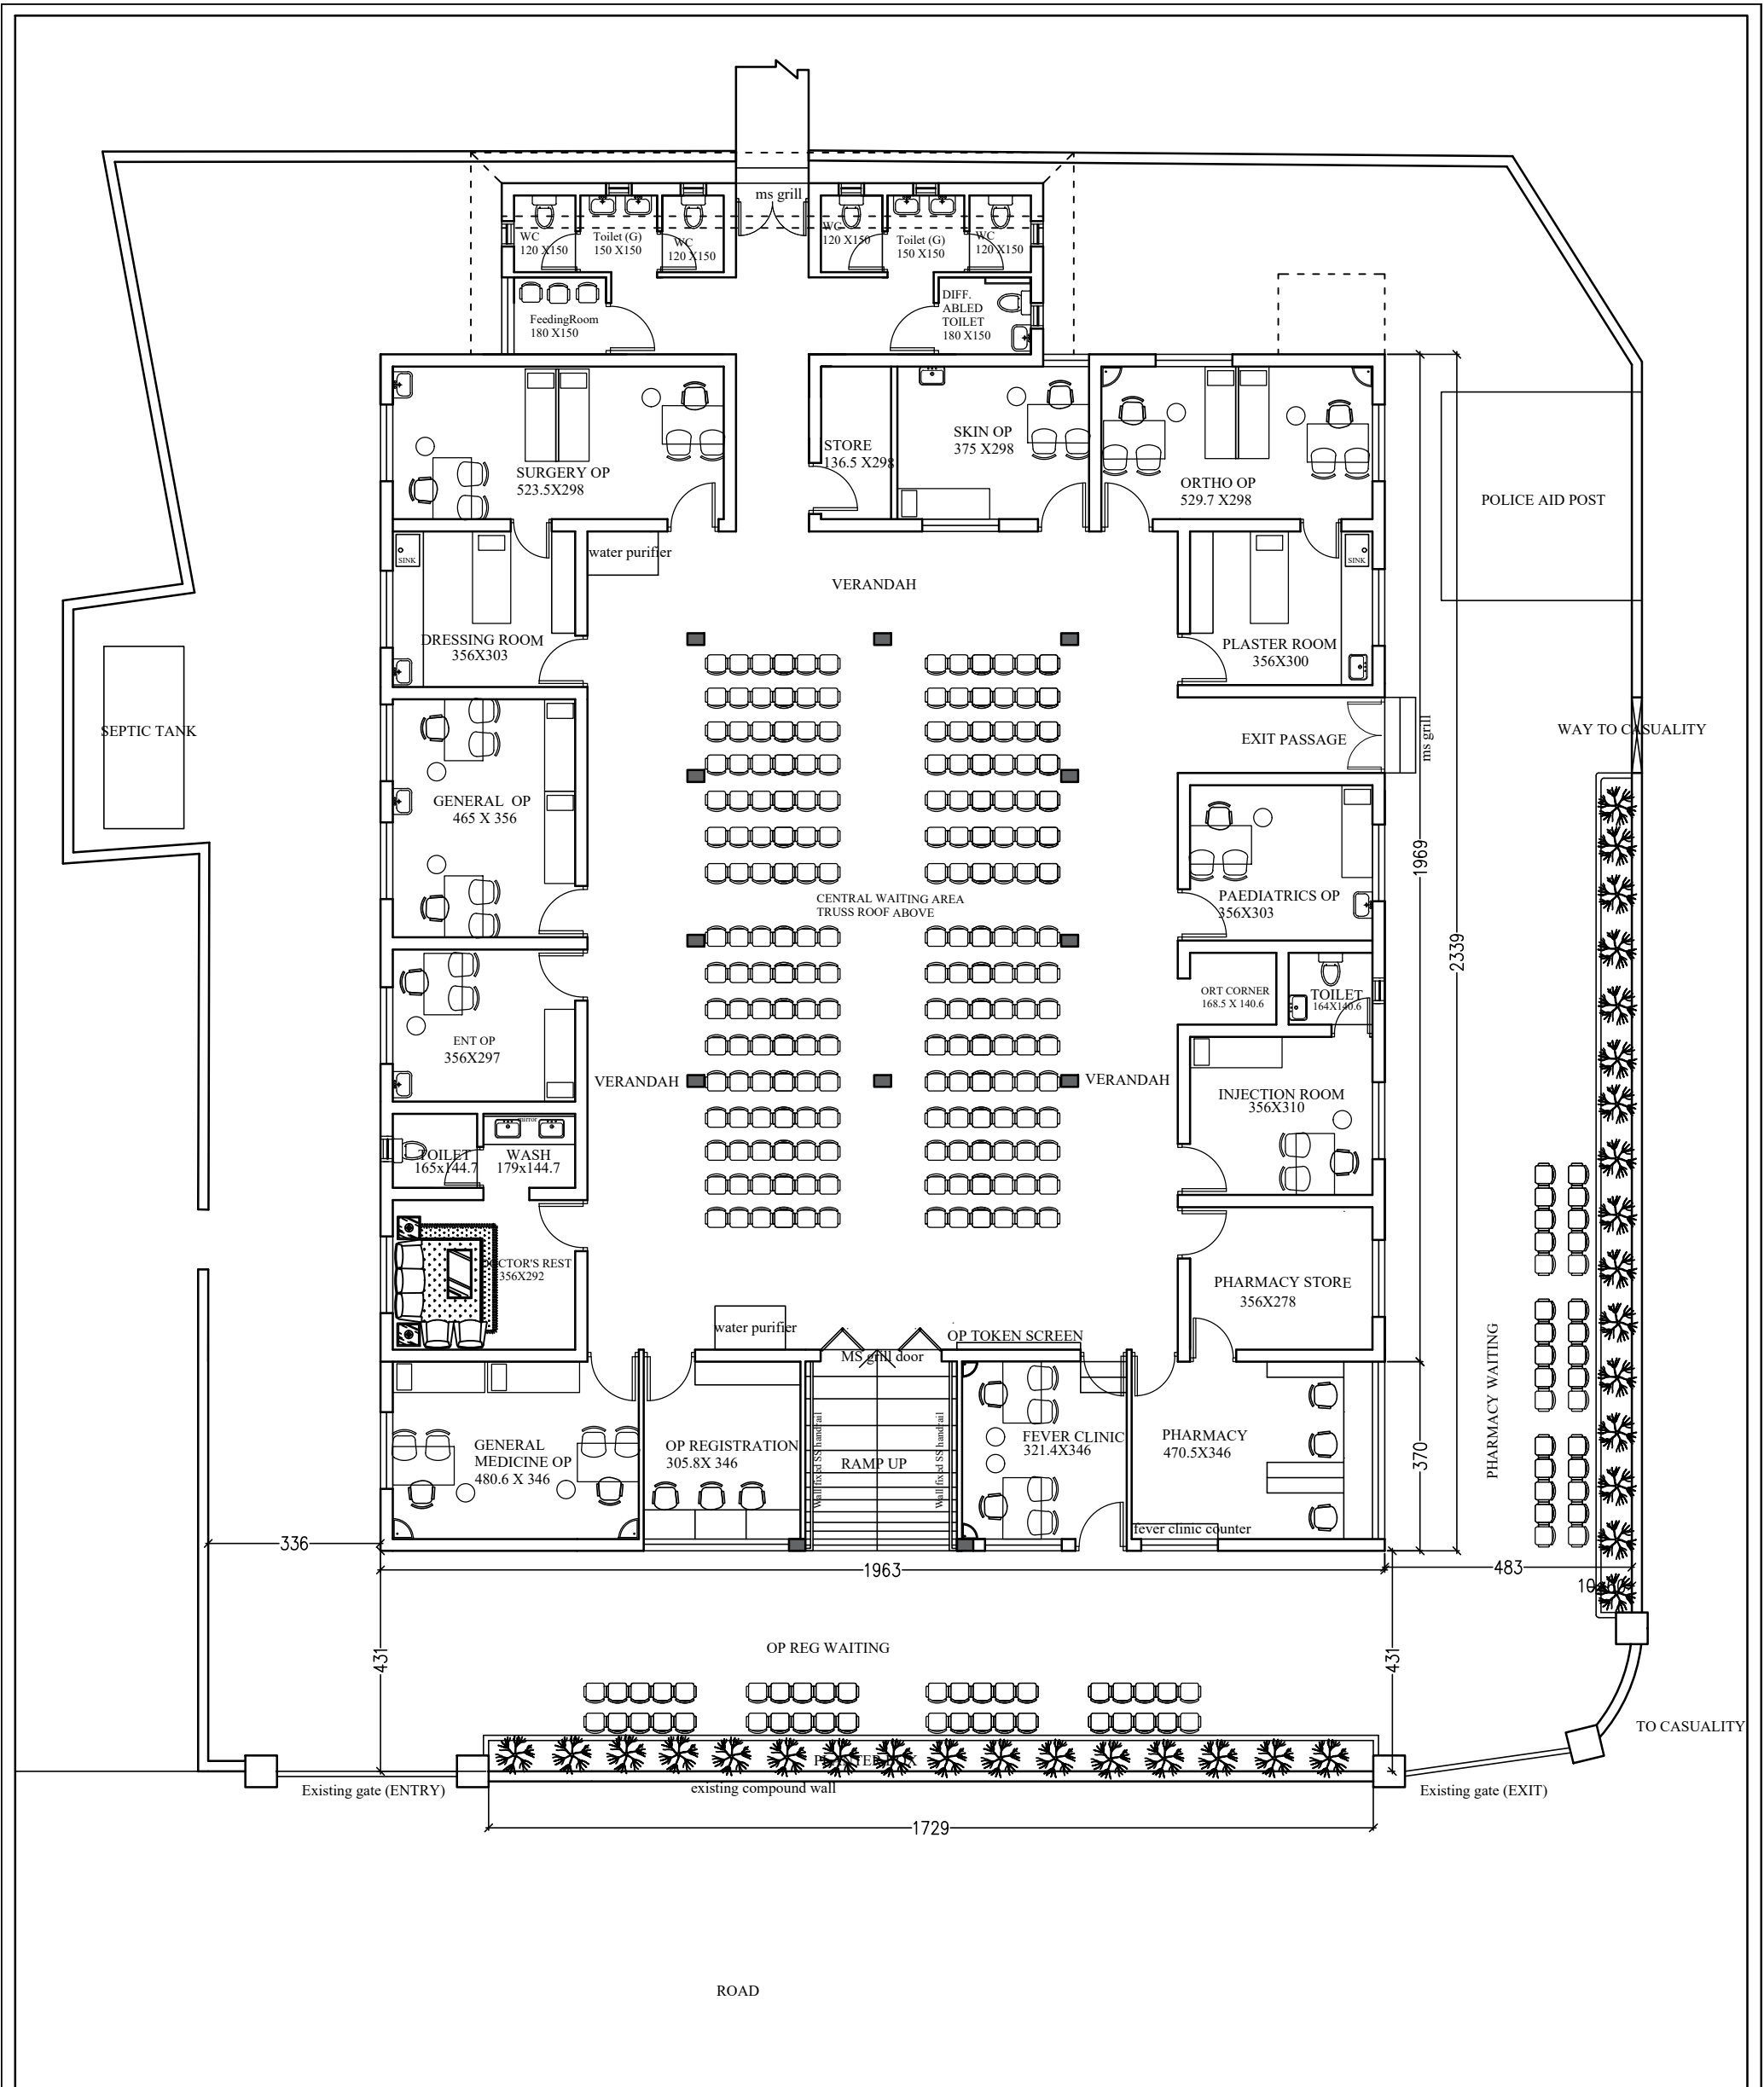 ms grill
WC
120 X150
Toilet (G)
150 X150
WC
120 X150
WC
120 X150
Toilet (G)
150 X150
WC
120 X150
FeedingRoom
180 X150
DIFF.
ABLED
TOILET
180 X150
SURGERY OP
523.5X298
STORE
136.5 X298
SKIN OP
375 X298
ORTHO OP
529.7 X298
POLICE AID POST
SINK
water purifier
VERANDAH
SINK
DRESSING ROOM
356X303
PLASTER ROOM
356X300
SEPTIC TANK
EXIT PASSAGE
ms grill
WAY TO CASUALITY
GENERAL OP
465 X 356
1969
2339
PAEDIATRICS OP
356X303
CENTRAL WAITING AREA
TRUSS ROOF ABOVE
ORT CORNER
168.5 X 140.6
TOILET
164X140.6
ENT OP
356X297
VERANDAH
VERANDAH
INJECTION ROOM
356X310
mirror
TOILET
165x144.7
WASH
179x144.7
CTOR'S REST
356X292
PHARMACY STORE
356X278
water purifier
OP TOKEN SCREEN
MS grill door
PHARMACY WAITING
GENERAL
MEDICINE OP
480.6 X 346
OP REGISTRATION
305.8X 346
Wall fixed SS handrail
RAMP UP
Wall fixed SS handrail
FEVER CLINIC
321.4X346
PHARMACY
470.5X346
370
fever clinic counter
336
1963
483
431
OP REG WAITING
431
TO CASUALITY
existing compound wall
Existing gate (ENTRY)
Existing gate (EXIT)
1729
ROAD